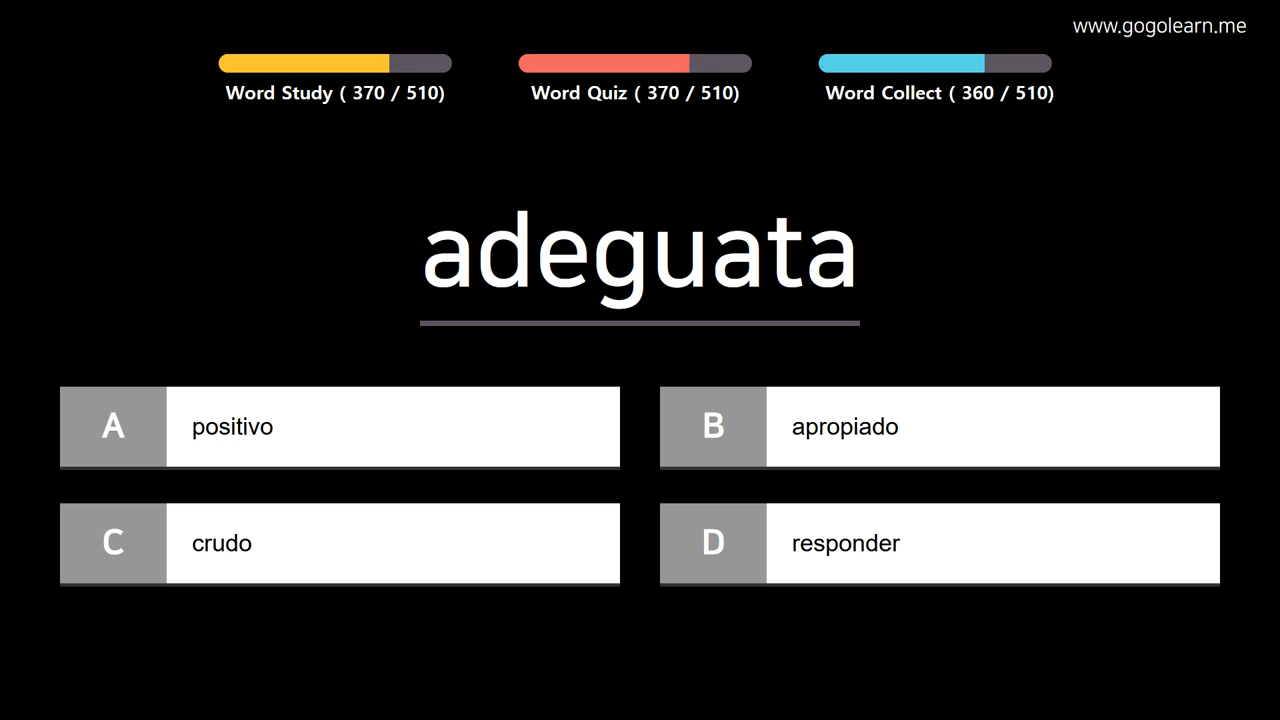 www.gogolearn.me
Word Study ( 370 / 510)
Word Quiz ( 370 / 510)
Word Collect ( 360 / 510)
adeguata
A
positivo
B
apropiado
C
crudo
D
responder